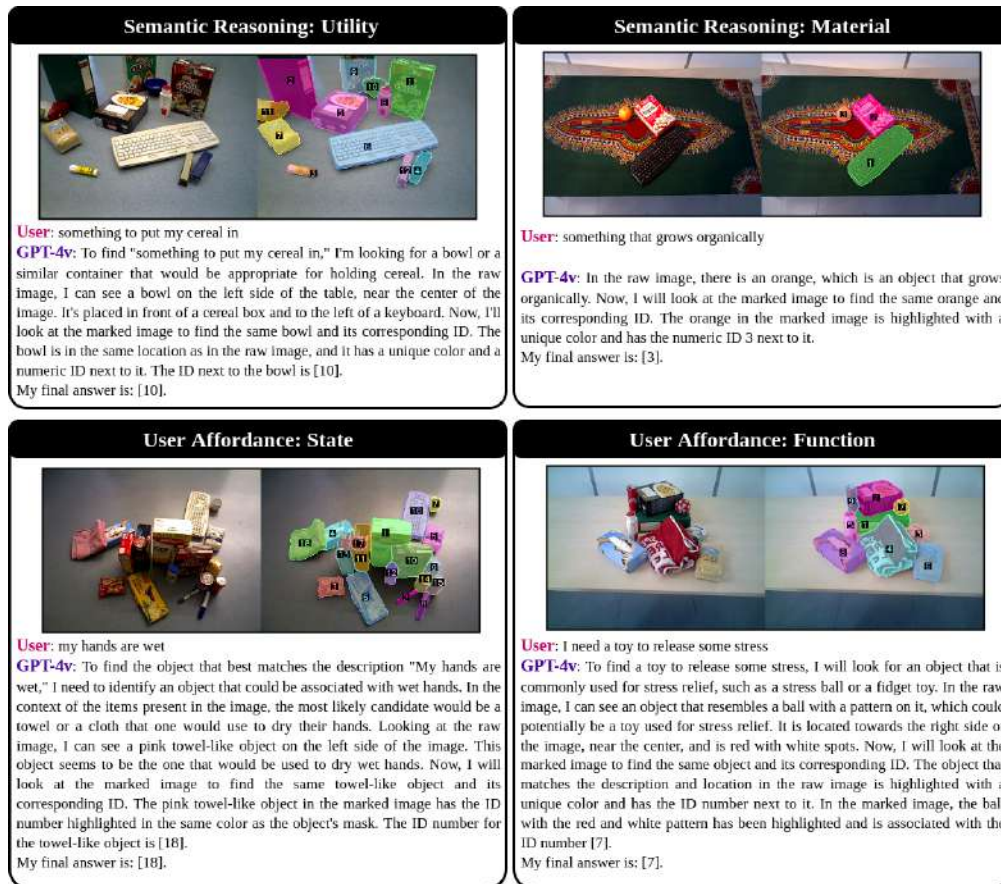 Semantic Reasoning: Utility
User: something to put my cereal in
GPT-4v: To find "something to put my cereal in," I'm looking for a bowl or a
similar container that would be appropriate for holding cereal. In the raw
image, I can see a bowl on the left side of the table, near the center of the
image. It's placed in front of a cereal box and to the left of a keyboard. Now, I'll
look at the marked image to find the same bowl and its corresponding ID. The
bowl is in the same location as in the raw image, and it has a unique color and a
numeric ID next to it. The ID next to the bowl is [10].
My final answer is: [10].
Semantic Reasoning: Material
User: something that grows organically
GPT-4v: In the raw image, there is an orange, which is an object that grows
organically. Now, I will look at the marked image to find the same orange and
its corresponding ID. The orange in the marked image is highlighted with a
unique color and has the numeric ID 3 next to it.
My final answer is: [3].
User Affordance: State
User: my hands are wet
GPT-4v: To find the object that best matches the description "My hands are
wet," I need to identify an object that could be associated with wet hands. In the
context of the items present in the image, the most likely candidate would be a
towel or a cloth that one would use to dry their hands. Looking at the raw
image, I can see a pink towel-like object on the left side of the image. This
object seems to be the one that would be used to dry wet hands. Now, I will
look at the marked image to find the same towel-like object and its
corresponding ID. The pink towel-like object in the marked image has the ID
number highlighted in the same color as the object's mask. The ID number for
the towel-like object is [18].
My final answer is: [18].
User Affordance: Function
User: I need a toy to release some stress
GPT-4v: To find a toy to release some stress, I will look for an object that is
commonly used for stress relief, such as a stress ball or a fidget toy. In the raw
image, I can see an object that resembles a ball with a pattern on it, which could
potentially be a toy used for stress relief. It is located towards the right side of
the image, near the center, and is red with white spots. Now, I will look at the
marked image to find the same object and its corresponding ID. The object that
matches the description and location in the raw image is highlighted with a
unique color and has the ID number next to it. In the marked image, the ball
with the red and white pattern has been highlighted and is associated with the
ID number [7].
My final answer is: [7].